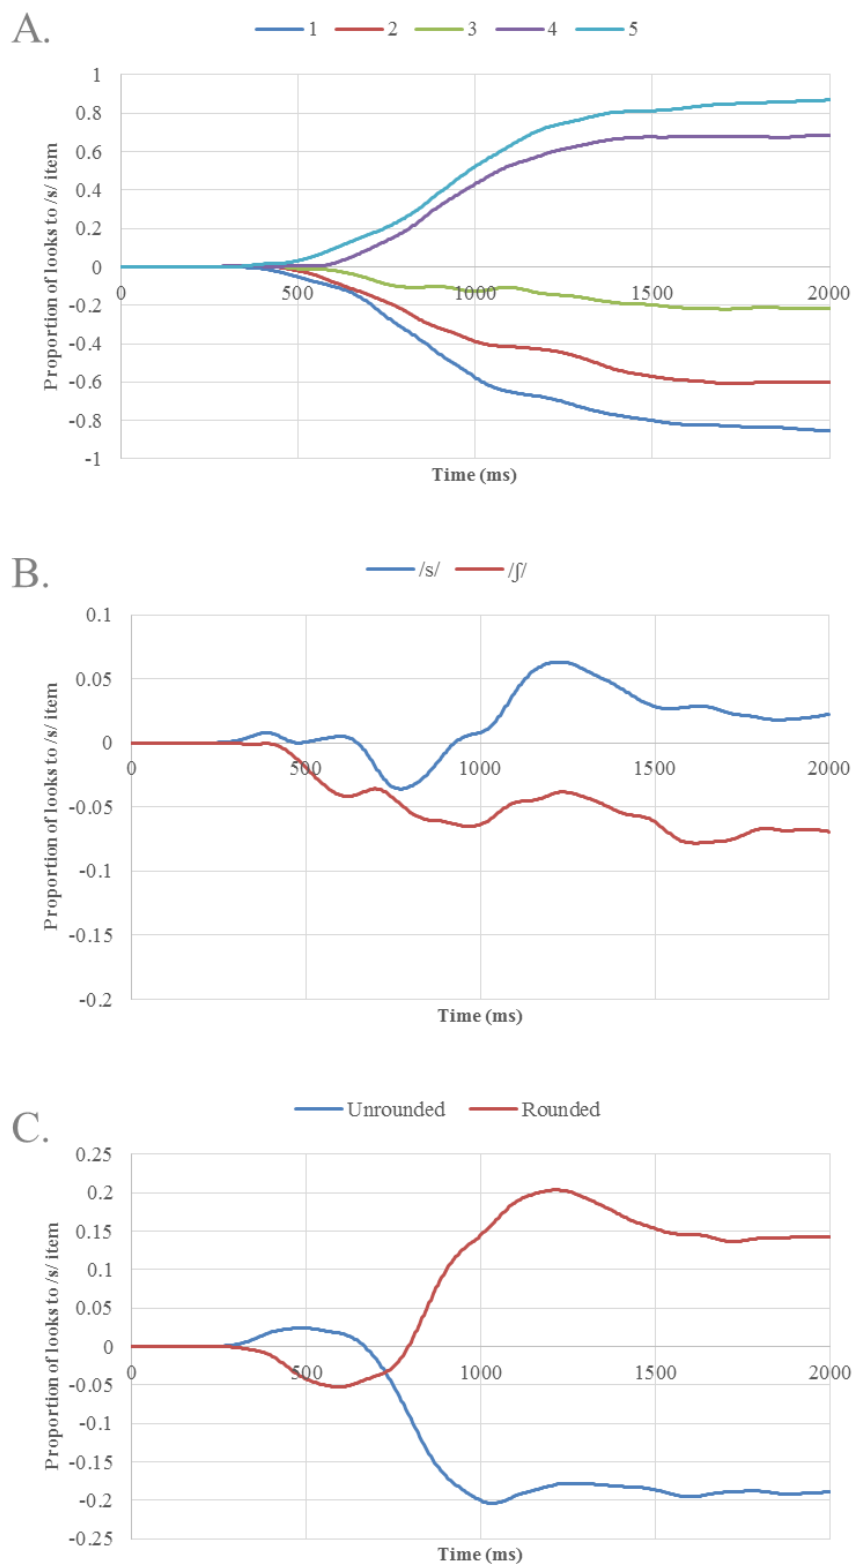 A.
1 2 3 4 5
1
0.8
0.6
0.4
0.2
0
-0.2
-0.4
-0.6
-0.8
-1
0 500 1000 1500 2000
Proportion of looks to /s/ item
Time (ms)
B.
/s/ /ʃ/
0.1
0.05
0
-0.05
-0.1
-0.15
-0.2
0 500 1000 1500 2000
Proportion of looks to /s/ item
Time (ms)
C.
Unrounded Rounded
0.25
0.2
0.15
0.1
0.05
0
-0.05
-0.1
-0.15
-0.2
-0.25
0 500 1000 1500 2000
Proportion of looks to /s/ item
Time (ms)